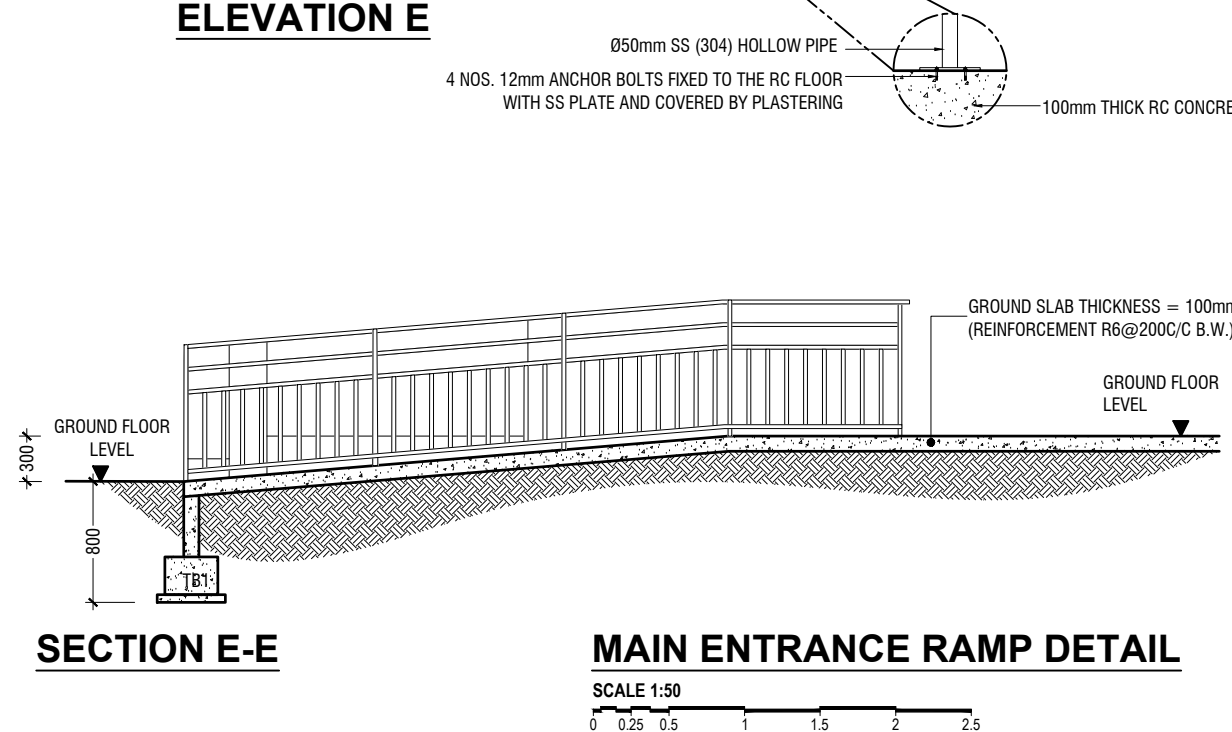 ELEVATION E
Ø50mm SS (304) HOLLOW PIPE
4 NOS. 12mm ANCHOR BOLTS FIXED TO THE RC FLOOR
WITH SS PLATE AND COVERED BY PLASTERING
100mm THICK RC CONCRE
GROUND SLAB THICKNESS = 100mm
(REINFORCEMENT R6@200C/C B.W.)
GROUND FLOOR
LEVEL
GROUND FLOOR
LEVEL
300
800
TB1
SECTION E-E
MAIN ENTRANCE RAMP DETAIL
SCALE 1:50
0 0.25 0.5 1 1.5 2 2.5